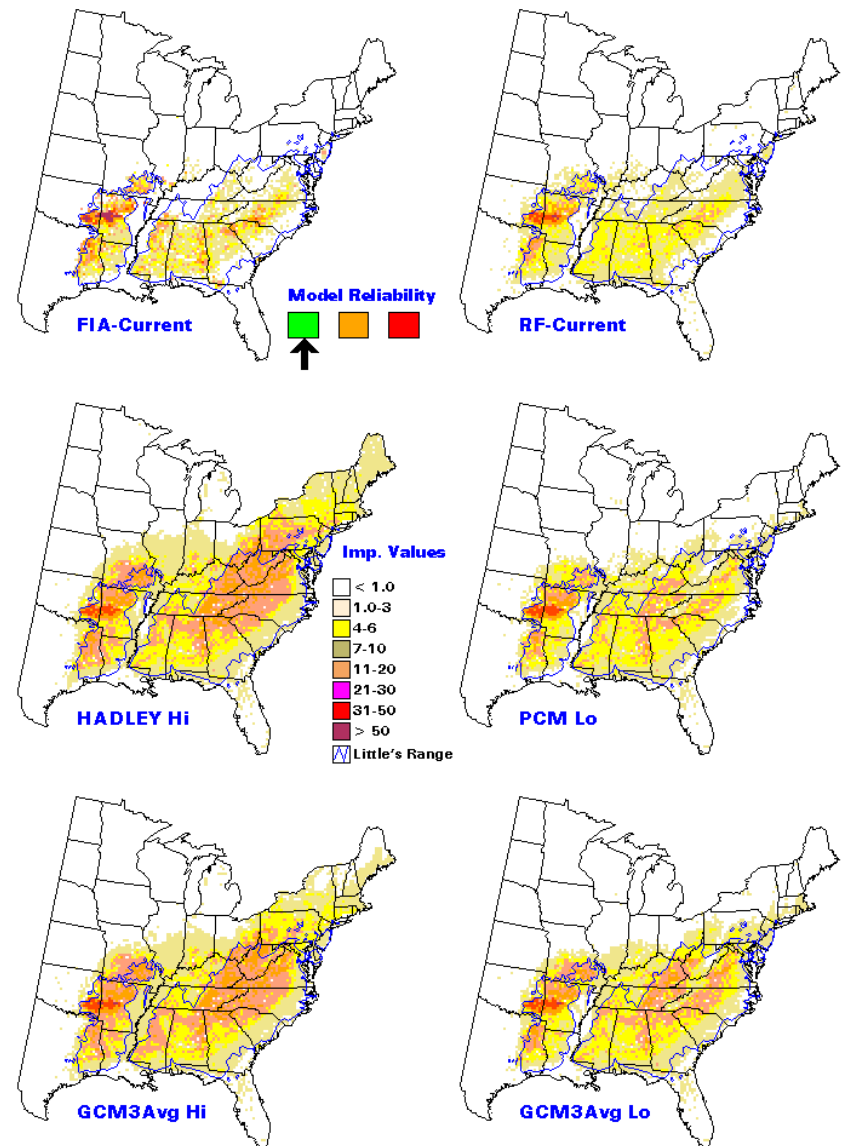 Model Reliability
FIA-Current
RF-Current
Imp. Values
< 1.0
1.0-3
4-6
7-10
11-20
21-30
31-50
> 50
Little's Range
HADLEY Hi
PCM Lo
GCM3Avg Hi
GCM3Avg Lo